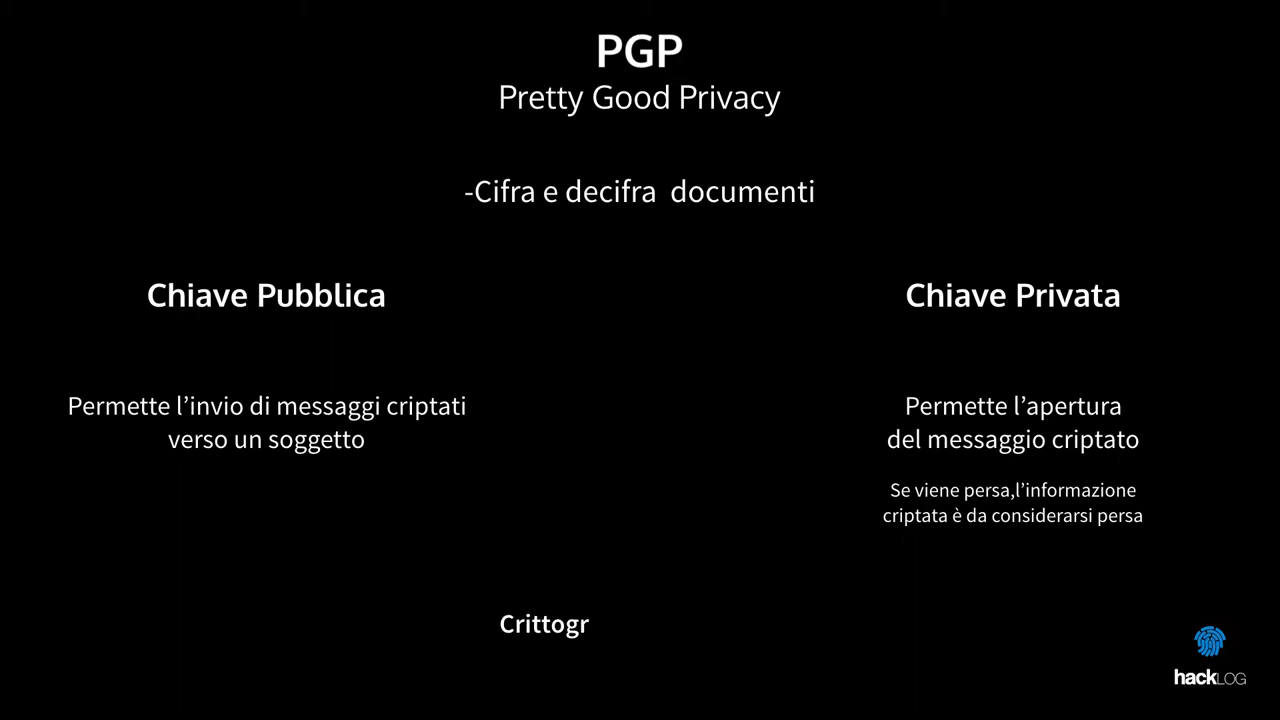 PGP
Pretty Good Privacy
-Cifra e decifra  documenti
Chiave Pubblica
Permette l’invio di messaggi criptati
verso un soggetto
Chiave Privata
Permette l’apertura
del messaggio criptato
Se viene persa,l’informazione
criptata è da considerarsi persa
Crittogr
hackLOG